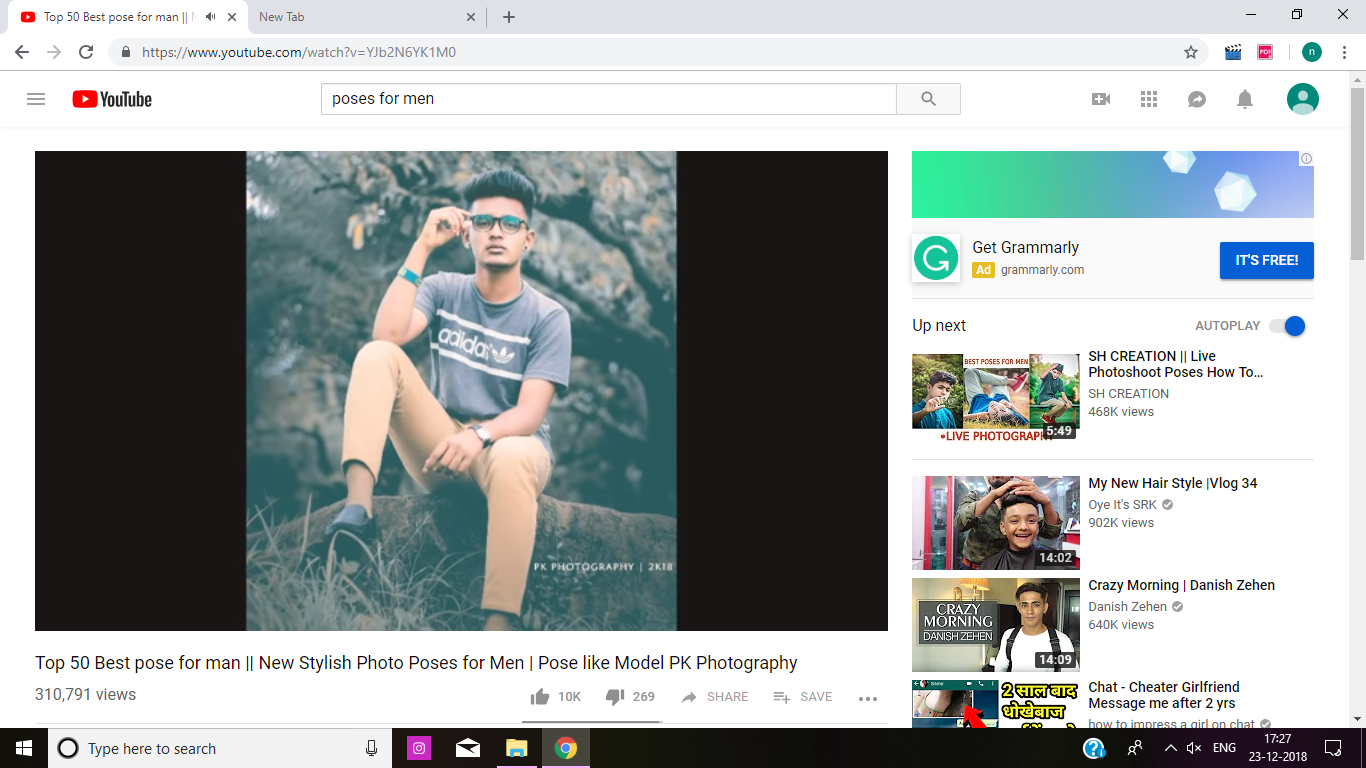 Top 50 Best pose for man || N
New Tab
https://www.youtube.com/watch?v=YJb2N6YK1M0
PDF
n
YouTube
poses for men
adidas
PK PHOTOGRAPHY | 2K18
Get Grammarly
Ad grammarly.com
IT'S FREE!
Up next
AUTOPLAY
BEST POSES FOR MEN
•LIVE PHOTOGRAPH
5:49
SH CREATION || Live
Photoshoot Poses How To...
SH CREATION
468K views
14:02
My New Hair Style |Vlog 34
Oye It's SRK
902K views
CRAZY
MORNING
DANISH ZEHEN
14:09
Crazy Morning | Danish Zehen
Danish Zehen
640K views
2 साल बाद
धोखेबाज
Chat - Cheater Girlfriend
Message me after 2 yrs
how to impress a girl on chat
Top 50 Best pose for man || New Stylish Photo Poses for Men | Pose like Model PK Photography
310,791 views
10K
269
SHARE
SAVE
Type here to search
ENG
17:27
23-12-2018